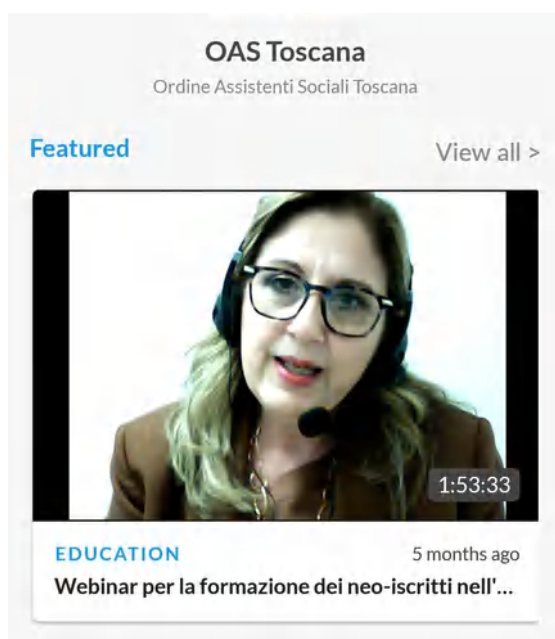 OAS Toscana
Ordine Assistenti Sociali Toscana
Featured
View all >
1:53:33
EDUCATION
5 months ago
Webinar per la formazione dei neo-iscritti nell'...